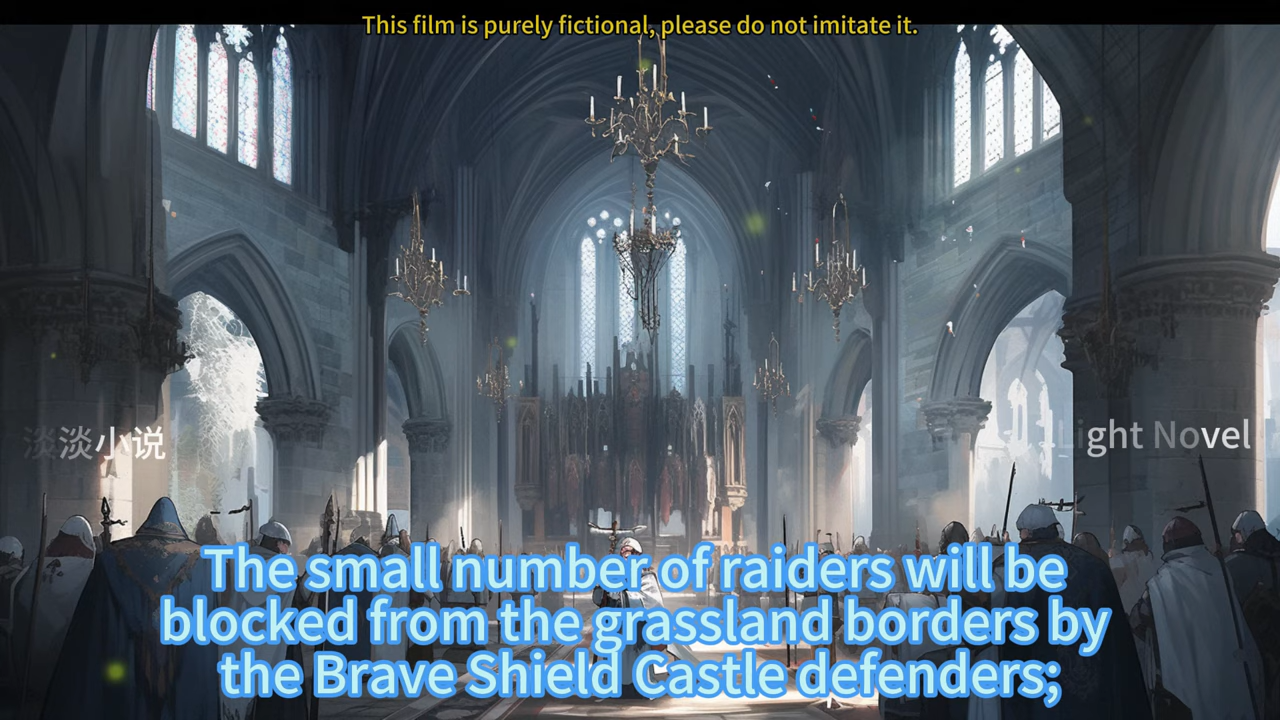 This film is purely fictional, please do not imitate it.
淡淡小说
Light Novel
The small number of raiders will be
blocked from the grassland borders by
the Brave Shield Castle defenders;